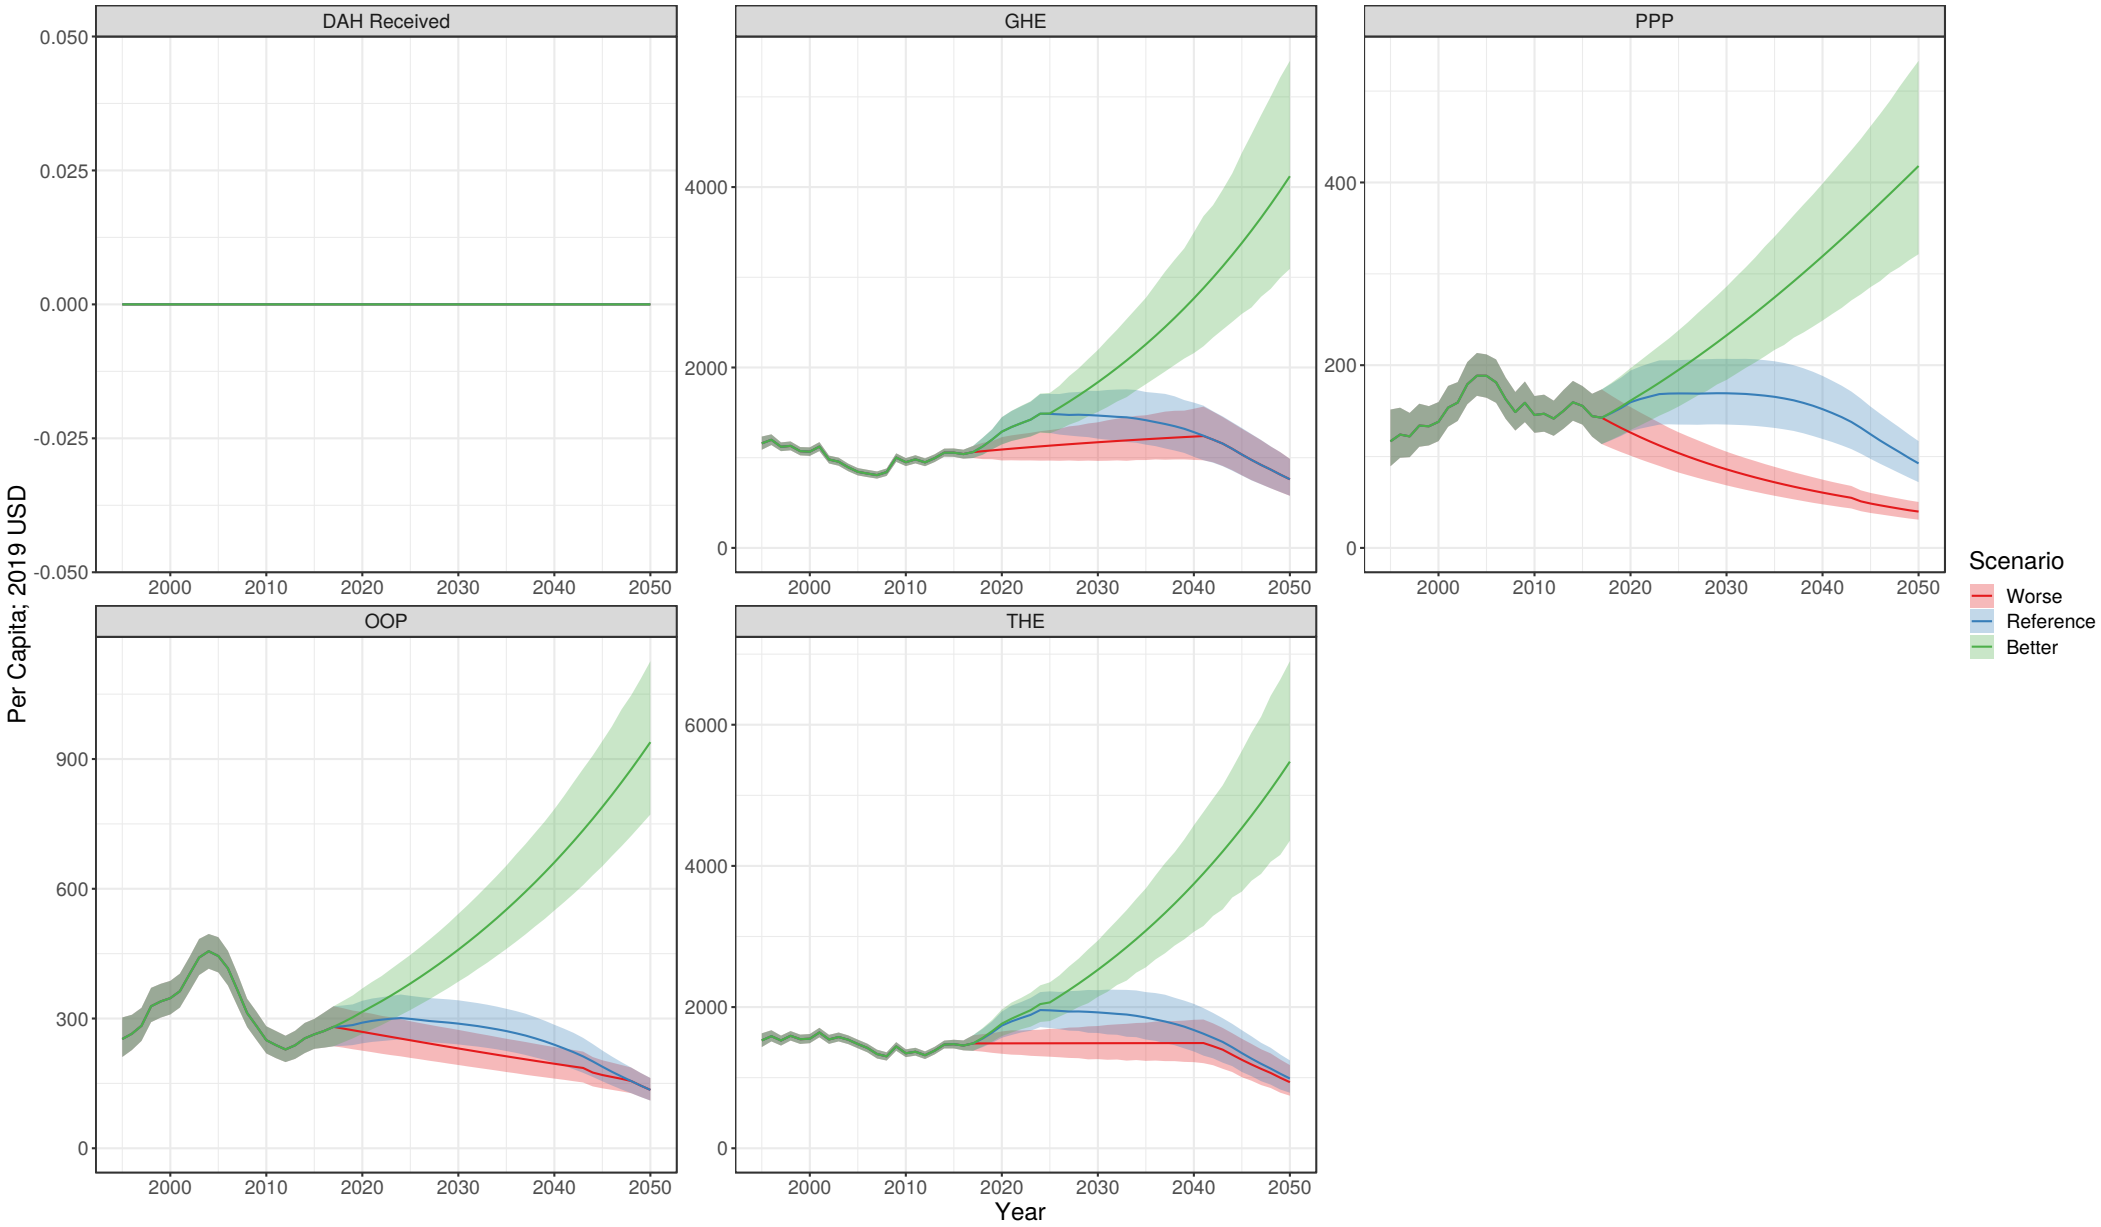 DAH Received
GHE
PPP
0.050
0.025
0.000
-0.025
-0.050
4000
2000
0
400
200
0
2000 2010 2020 2030 2040 2050
2000 2010 2020 2030 2040 2050
2000 2010 2020 2030 2040 2050
OOP
THE
900
600
300
0
6000
4000
2000
0
2000 2010 2020 2030 2040 2050
2000 2010 2020 2030 2040 2050
Year
Per Capita; 2019 USD
Scenario
Worse
Reference
Better